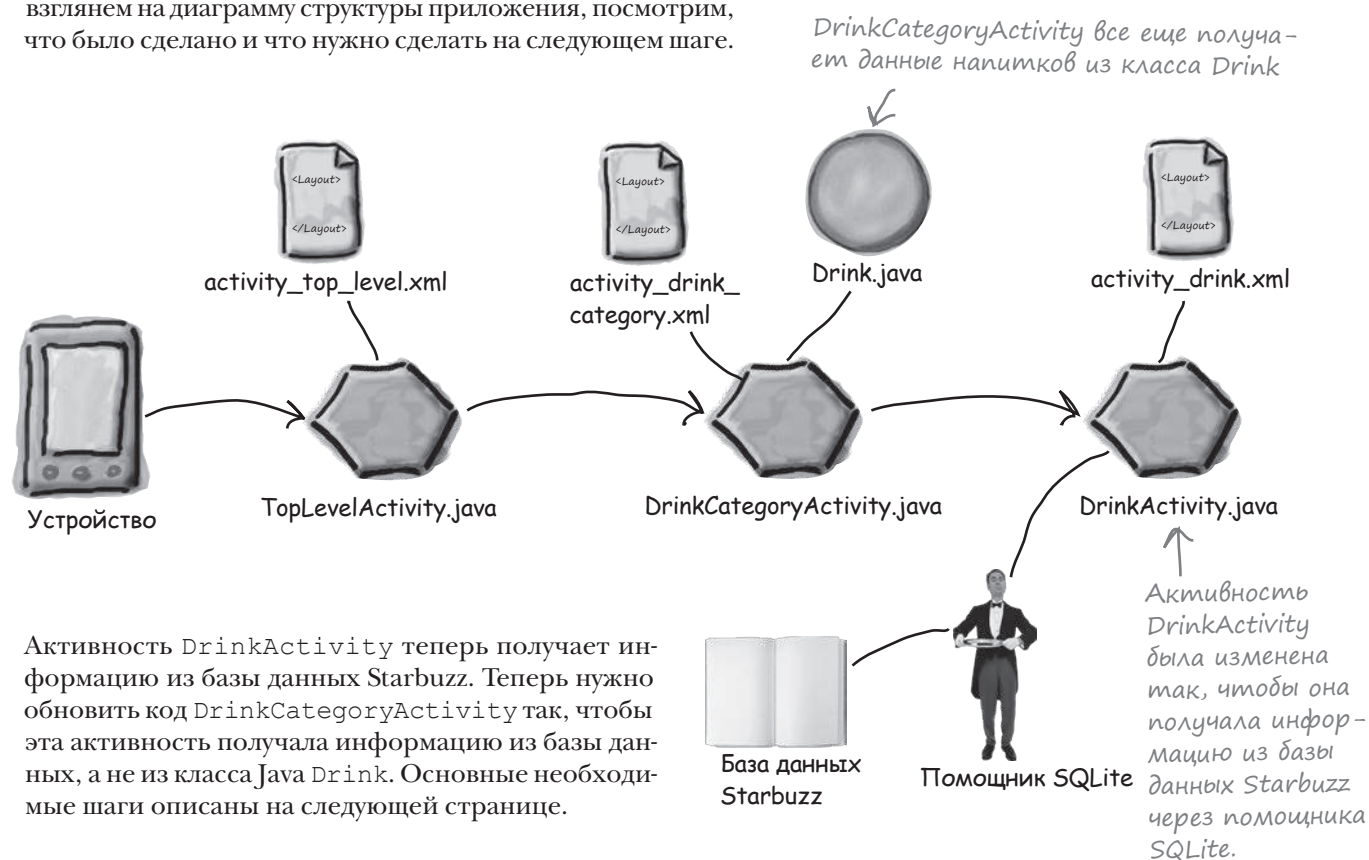 взглянем на диаграмму структуры приложения, посмотрим,
что было сделано и что нужно сделать на следующем шаге.
DrinkCategoryActivity все еще получа-
ет данные напитков из класса Drink
<Layout>
</Layout>
activity_top_level.xml
<Layout>
</Layout>
activity_drink_
category.xml
Drink.java
<Layout>
</Layout>
activity_drink.xml
Устройство
TopLevelActivity.java
DrinkCategoryActivity.java
DrinkActivity.java
Активность DrinkActivity теперь получает ин-
формацию из базы данных Starbuzz. Теперь нужно
обновить код DrinkCategoryActivity так, чтобы
эта активность получала информацию из базы дан-
ных, а не из класса Java Drink. Основные необходи-
мые шаги описаны на следующей странице.
База данных
Starbuzz
Помощник SQLite
Активность
DrinkActivity
была изменена
так, чтобы она
получала инфор-
мацию из базы
данных Starbuzz
через помощника
SQLite.